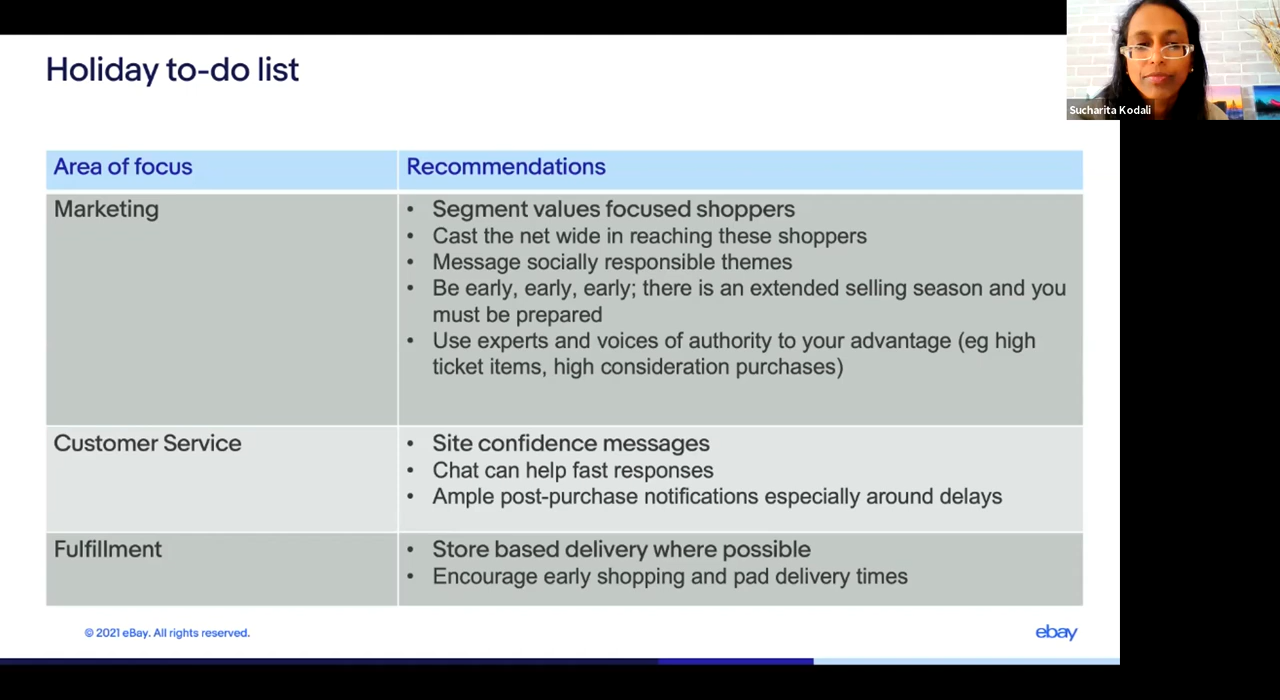 Holiday to-do list
Sucharita Kodali
Area of focus
Recommendations
Marketing
• Segment values focused shoppers
• Cast the net wide in reaching these shoppers
• Message socially responsible themes
• Be early, early, early; there is an extended selling season and you
must be prepared
• Use experts and voices of authority to your advantage (eg high
ticket items, high consideration purchases)
Customer Service
• Site confidence messages
• Chat can help fast responses
• Ample post-purchase notifications especially around delays
Fulfillment
• Store based delivery where possible
• Encourage early shopping and pad delivery times
© 2021 eBay. All rights reserved.
ebay